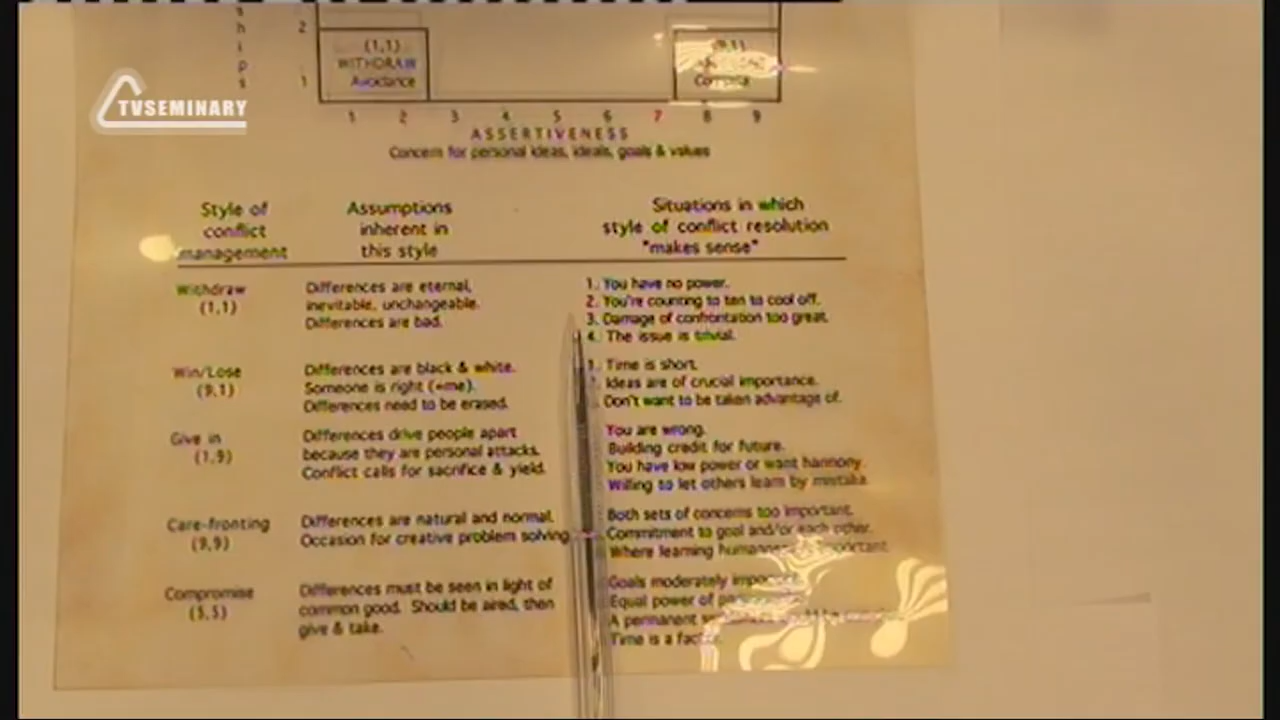 s
h 2
i
p
s 1
(1,1)
WITHDRAW
Avoidance
(9,1)
TVSEMINARY
1 2 3 4 5 6 7 8 9
ASSERTIVENESS
Concern for personal ideas, ideals, goals & values
Style of conflict management
Assumptions inherent in this style
Situations in which style of conflict resolution "makes sense"
Withdraw
(1,1)
Differences are eternal,
inevitable, unchangeable.
Differences are bad.
1. You have no power.
2. You're counting to ten to cool off.
3. Damage of confrontation too great.
4. The issue is trivial.
Win/Lose
(9,1)
Differences are black & white.
Someone is right (=me).
Differences need to be erased.
1. Time is short.
Ideas are of crucial importance.
Don't want to be taken advantage of.
Give in
(1,9)
Differences drive people apart
because they are personal attacks.
Conflict calls for sacrifice & yield.
You are wrong.
Building credit for future.
You have low power or want harmony.
Willing to let others learn by mistake.
Care-fronting
(9,9)
Differences are natural and normal.
Occasion for creative problem solving.
Both sets of concerns too important.
Commitment to goal and/or each other.
Where learning important.
Compromise
(5,5)
Differences must be seen in light of
common good. Should be aired, then
give & take.
Goals moderately important.
Equal power of
A permanent
Time is a factor.